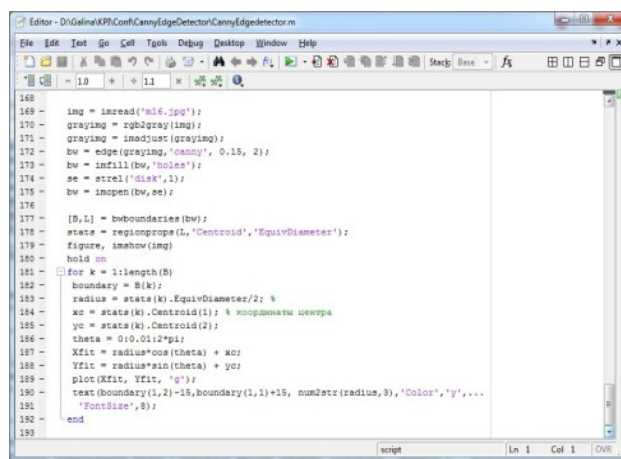 Editor - D:\Galina\KPI\Conf\CannyEdgeDetector\CannyEdgedetector.m
File Edit Text Go Cell Tools Debug Desktop Window Help
Stack: Base fx
- 1.0 + ÷ 1.1 ×
168
169 - img = imread('m16.jpg');
170 - grayimg = rgb2gray(img);
171 - grayimg = imadjust(grayimg);
172 - bw = edge(grayimg,'canny', 0.15, 2);
173 - bw = imfill(bw,'holes');
174 - se = strel('disk',1);
175 - bw = imopen(bw,se);
176
177 - [B,L] = bwboundaries(bw);
178 - stats = regionprops(L,'Centroid','EquivDiameter');
179 - figure, imshow(img)
180 - hold on
181 - for k = 1:length(B)
182 - boundary = B{k};
183 - radius = stats(k).EquivDiameter/2; %
184 - xc = stats(k).Centroid(1); % координаты центра
185 - yc = stats(k).Centroid(2);
186 - theta = 0:0.01:2*pi;
187 - Xfit = radius*cos(theta) + xc;
188 - Yfit = radius*sin(theta) + yc;
189 - plot(Xfit, Yfit, 'g');
190 - text(boundary(1,2)-15,boundary(1,1)+15, num2str(radius,3),'Color','y',...
191 'FontSize',8);
192 - end
193
script Ln 1 Col 1 OVR